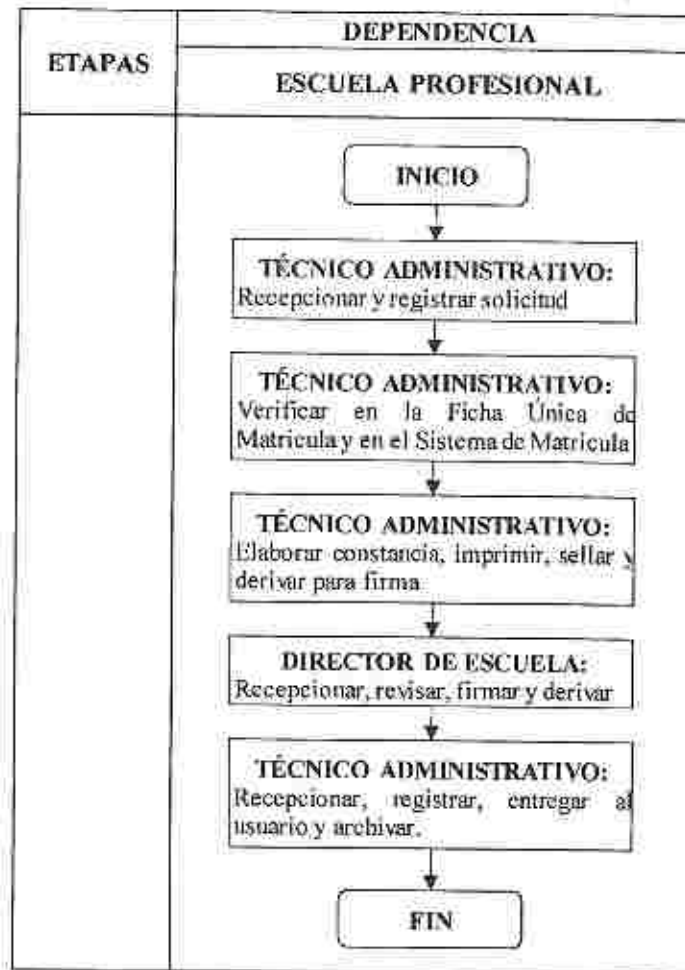 DEPENDENCIA
ETAPAS
ESCUELA PROFESIONAL
INICIO
TÉCNICO ADMINISTRATIVO:
Recepcionar y registrar solicitud
TÉCNICO ADMINISTRATIVO:
Verificar en la Ficha Única de
Matricula y en el Sistema de Matricula
TÉCNICO ADMINISTRATIVO:
Elaborar constancia, imprimir, sellar y
derivar para firma
DIRECTOR DE ESCUELA:
Recepcionar, revisar, firmar y derivar
TÉCNICO ADMINISTRATIVO:
Recepcionar, registrar, entregar al
usuario y archivar.
FIN